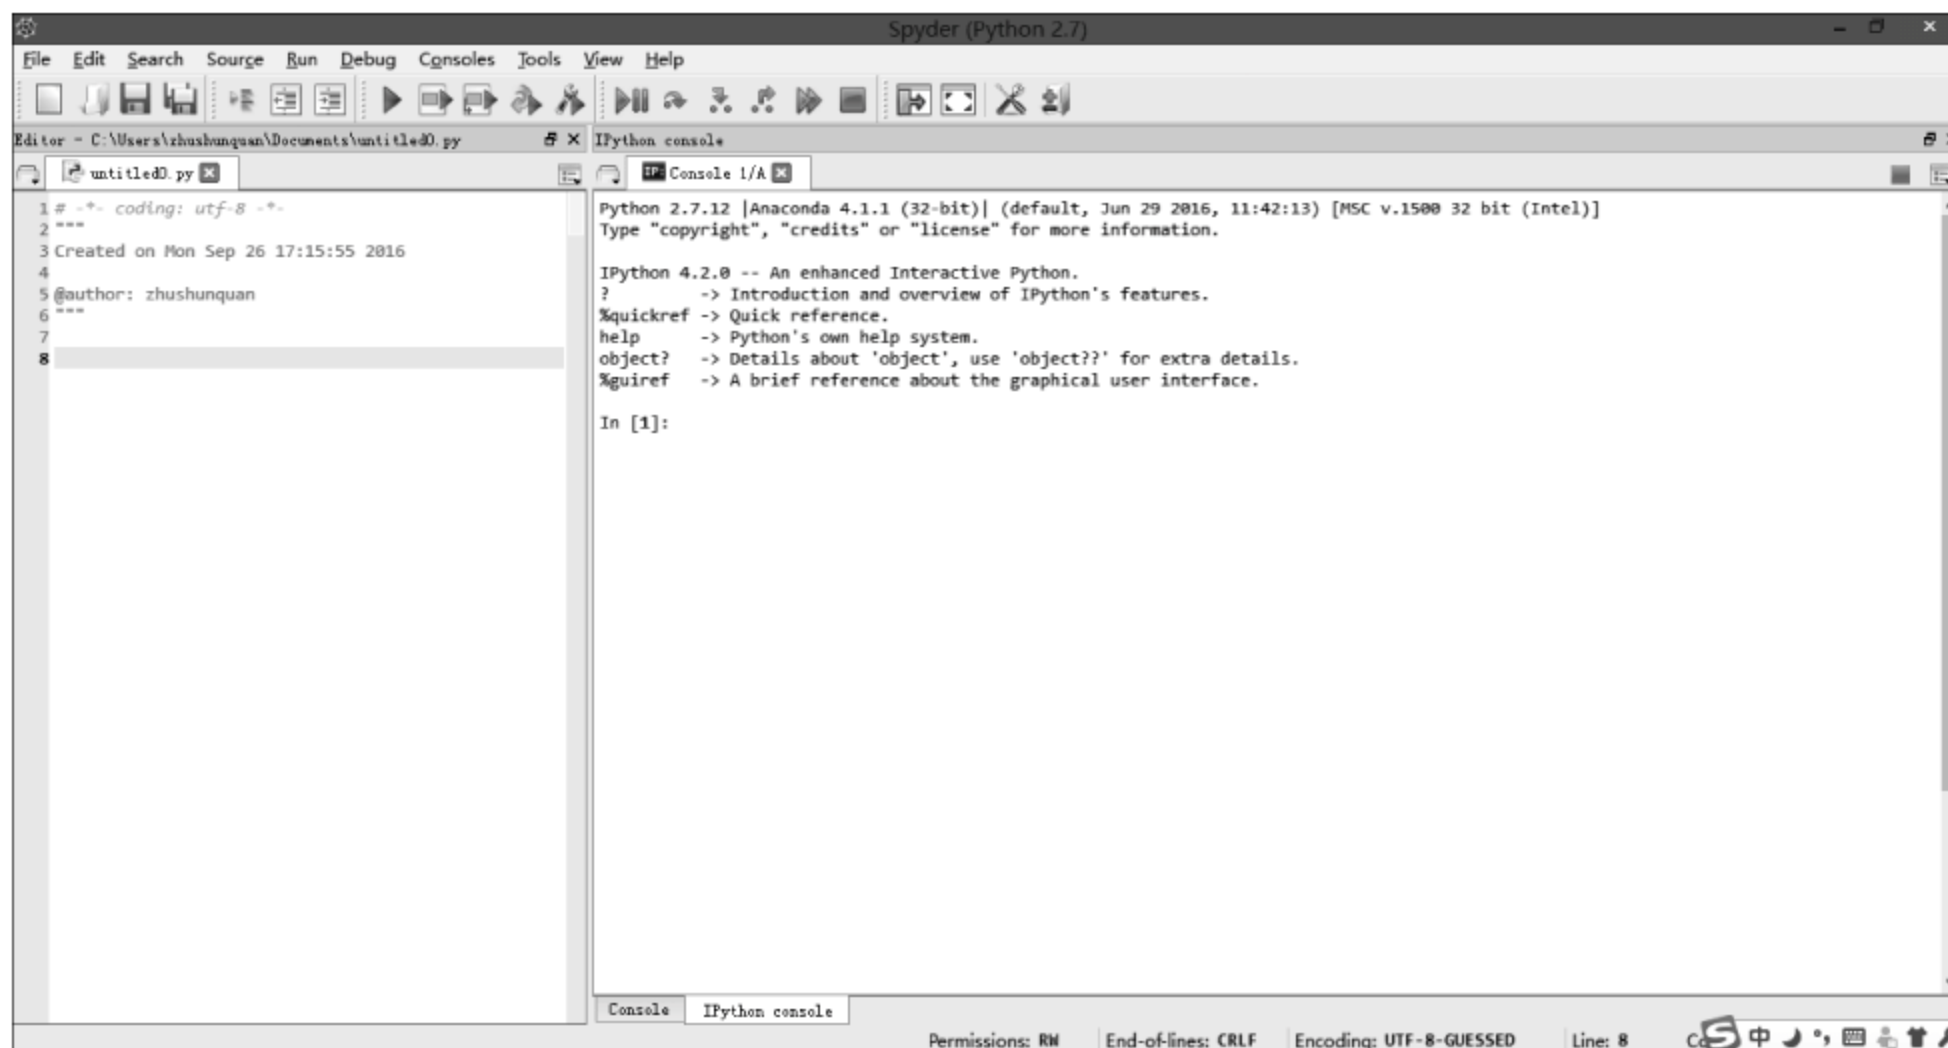 Spyder (Python 2.7)
File Edit Search Source Run Debug Consoles Tools View Help
Editor - C:\Users\zhushunquan\Documents\untitled0.py
IPython console
untitled0.py
IP: Console 1/A
1 # -*- coding: utf-8 -*-
2 """
3 Created on Mon Sep 26 17:15:55 2016
4
5 @author: zhushunquan
6 """
7
8
Python 2.7.12 |Anaconda 4.1.1 (32-bit)| (default, Jun 29 2016, 11:42:13) [MSC v.1500 32 bit (Intel)]
Type "copyright", "credits" or "license" for more information.
IPython 4.2.0 -- An enhanced Interactive Python.
?         -> Introduction and overview of IPython's features.
%quickref -> Quick reference.
help      -> Python's own help system.
object?   -> Details about 'object', use 'object??' for extra details.
%guiref   -> A brief reference about the graphical user interface.
In [1]:
Console IPython console
Permissions: RW End-of-lines: CRLF Encoding: UTF-8-GUESSED Line: 8
S 中